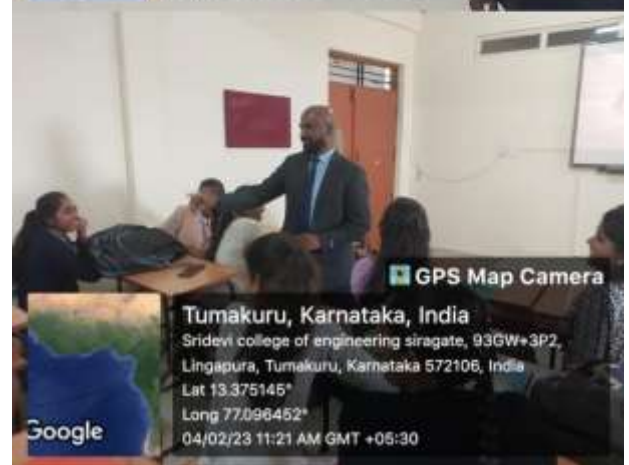 GPS Map Camera
Tumakuru, Karnataka, India
Sridevi college of engineering siragate, 93GW+3P2,
Lingapura, Tumakuru, Karnataka 572106, India
Lat 13.375145°
Long 77.096452°
04/02/23 11:21 AM GMT +05:30
Google